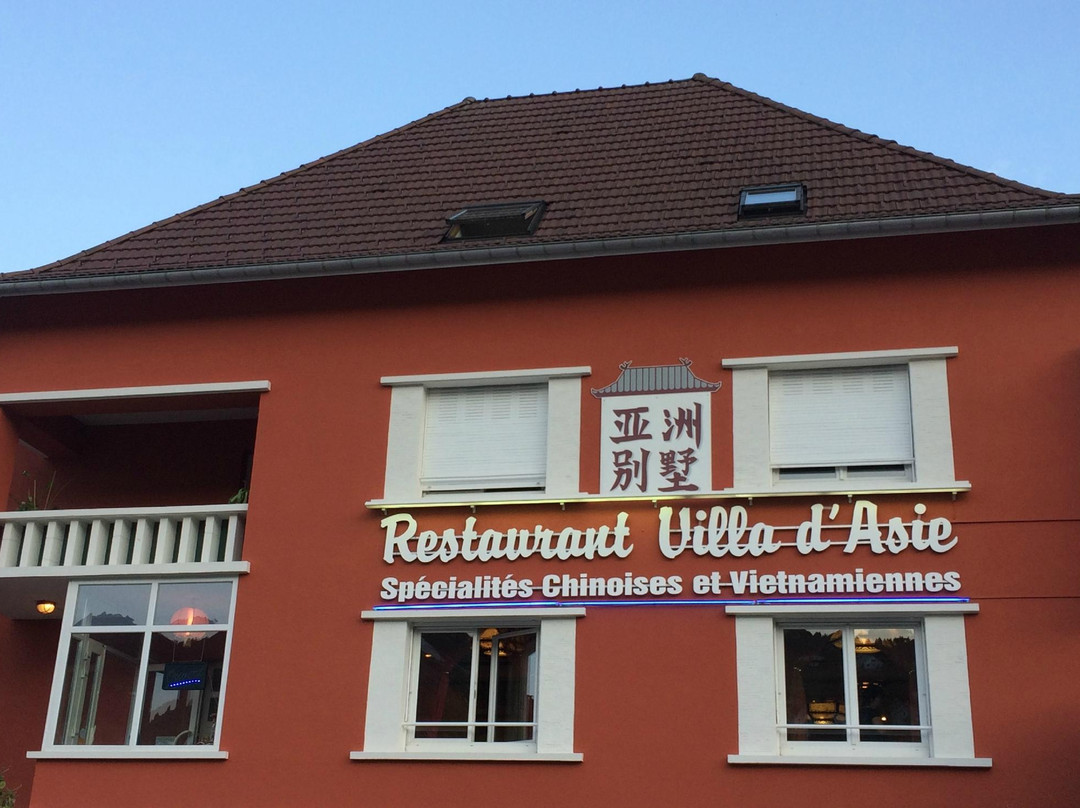 亚洲
别墅
Restaurant Villa d'Asie
Spécialités Chinoises et Vietnamiennes